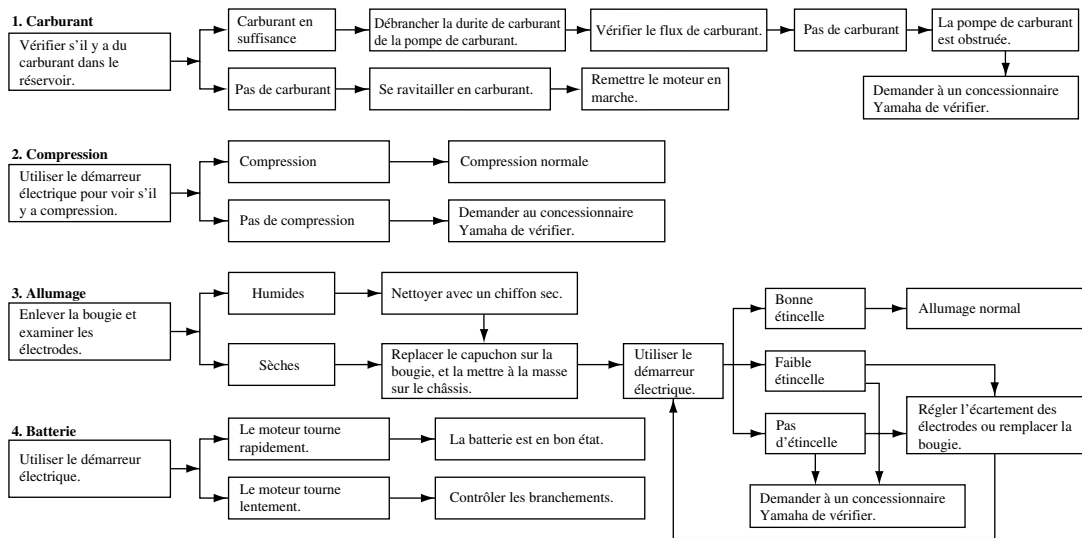 1. Carburant
Vérifier s'il y a du
carburant dans le
réservoir.
Carburant en
suffisance
Débrancher la durite de carburant
de la pompe de carburant.
Vérifier le flux de carburant.
Pas de carburant
La pompe de carburant
est obstruée.
Demander à un concessionnaire
Yamaha de vérifier.
Pas de carburant
Se ravitailler en carburant.
Remettre le moteur en
marche.
2. Compression
Utiliser le démarreur
électrique pour voir s'il
y a compression.
Compression
Compression normale
Pas de compression
Demander au concessionnaire
Yamaha de vérifier.
3. Allumage
Enlever la bougie et
examiner les
électrodes.
Humides
Nettoyer avec un chiffon sec.
Sèches
Replacer le capuchon sur la
bougie, et la mettre à la masse
sur le châssis.
Utiliser le
démarreur
électrique.
Bonne
étincelle
Allumage normal
Faible
étincelle
Pas
d'étincelle
Régler l'écartement des
électrodes ou remplacer la
bougie.
Demander à un concessionnaire
Yamaha de vérifier.
4. Batterie
Utiliser le démarreur
électrique.
Le moteur tourne
rapidement.
La batterie est en bon état.
Le moteur tourne
lentement.
Contrôler les branchements.